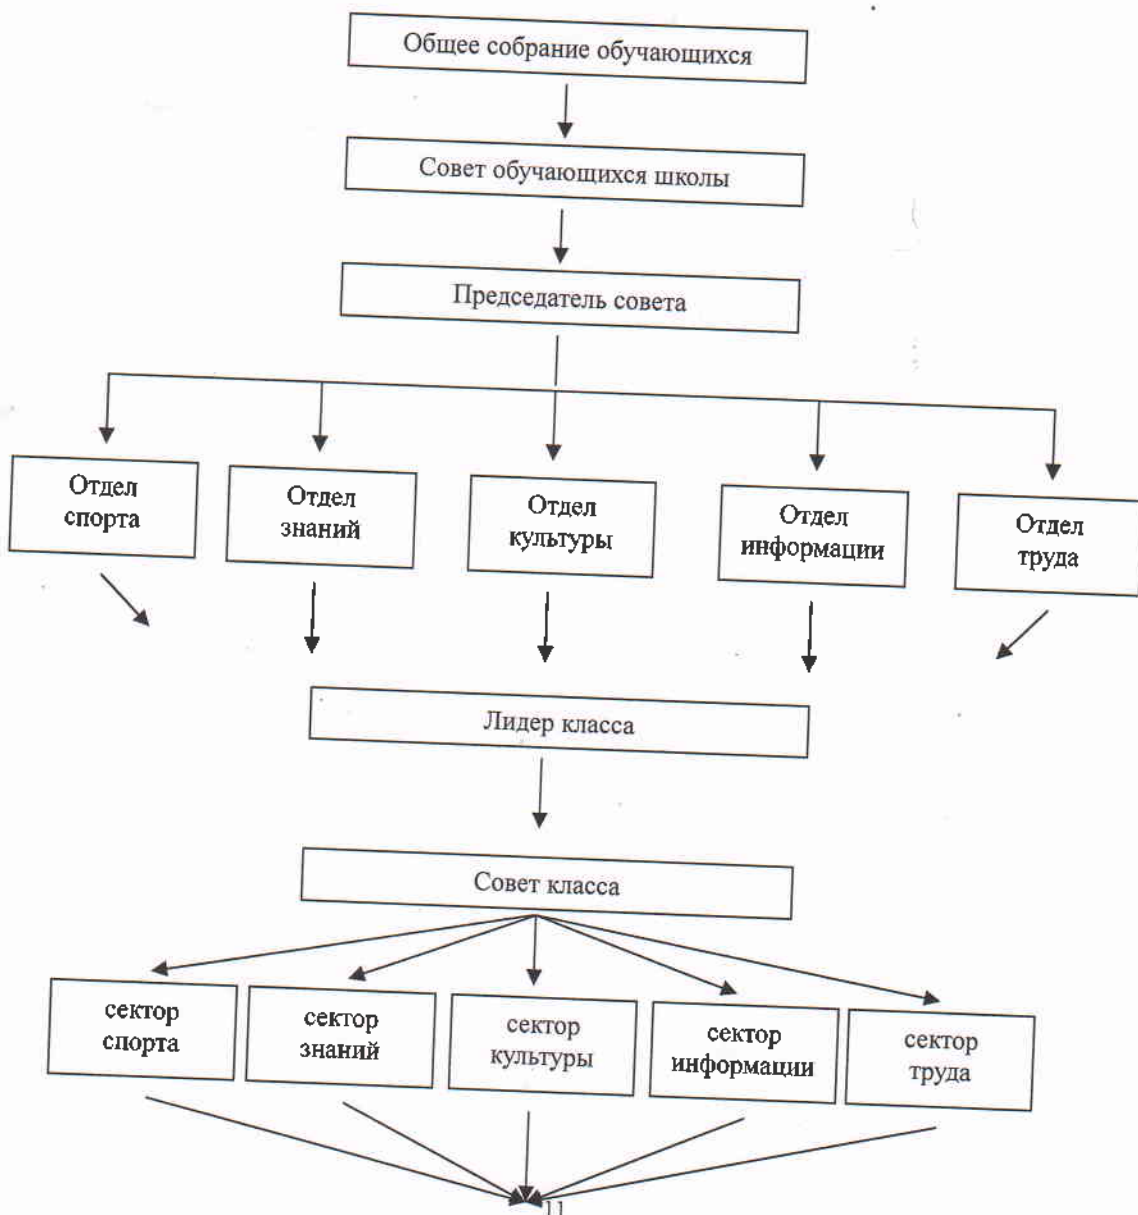 Общее собрание обучающихся
Совет обучающихся школы
Председатель совета
Отдел
спорта
Отдел
знаний
Отдел
культуры
Отдел
информации
Отдел
труда
Лидер класса
Совет класса
сектор
спорта
сектор
знаний
сектор
культуры
сектор
информации
сектор
труда
11